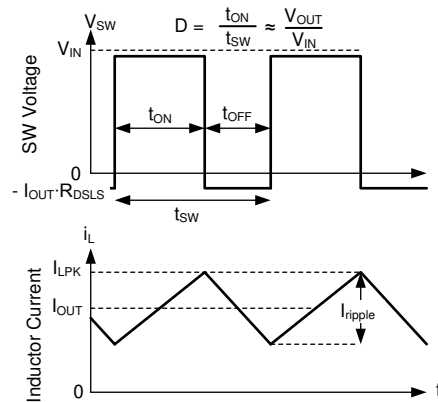 V_SW
D = t_ON / t_SW ≈ V_OUT / V_IN
V_IN
SW Voltage
t_ON
t_OFF
0
- I_OUT·R_DSLS
t_SW
i_L
I_LPK
I_OUT
I_ripple
Inductor Current
0
t